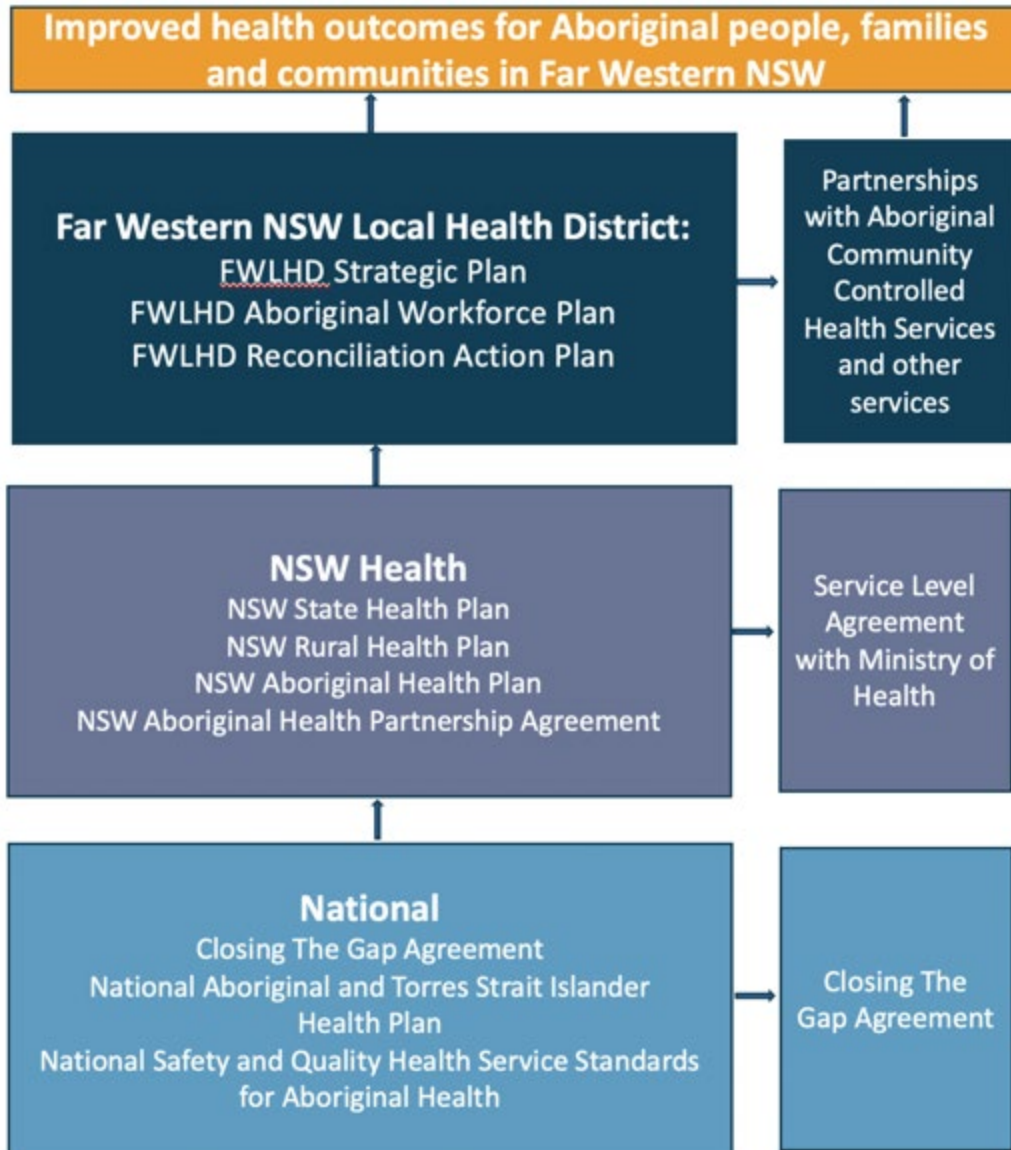 Improved health outcomes for Aboriginal people, families
and communities in Far Western NSW
Far Western NSW Local Health District:
FWLHD Strategic Plan
FWLHD Aboriginal Workforce Plan
FWLHD Reconciliation Action Plan
Partnerships
with Aboriginal
Community
Controlled
Health Services
and other
services
NSW Health
NSW State Health Plan
NSW Rural Health Plan
NSW Aboriginal Health Plan
NSW Aboriginal Health Partnership Agreement
Service Level
Agreement
with Ministry of
Health
National
Closing The Gap Agreement
National Aboriginal and Torres Strait Islander
Health Plan
National Safety and Quality Health Service Standards
for Aboriginal Health
Closing The
Gap Agreement